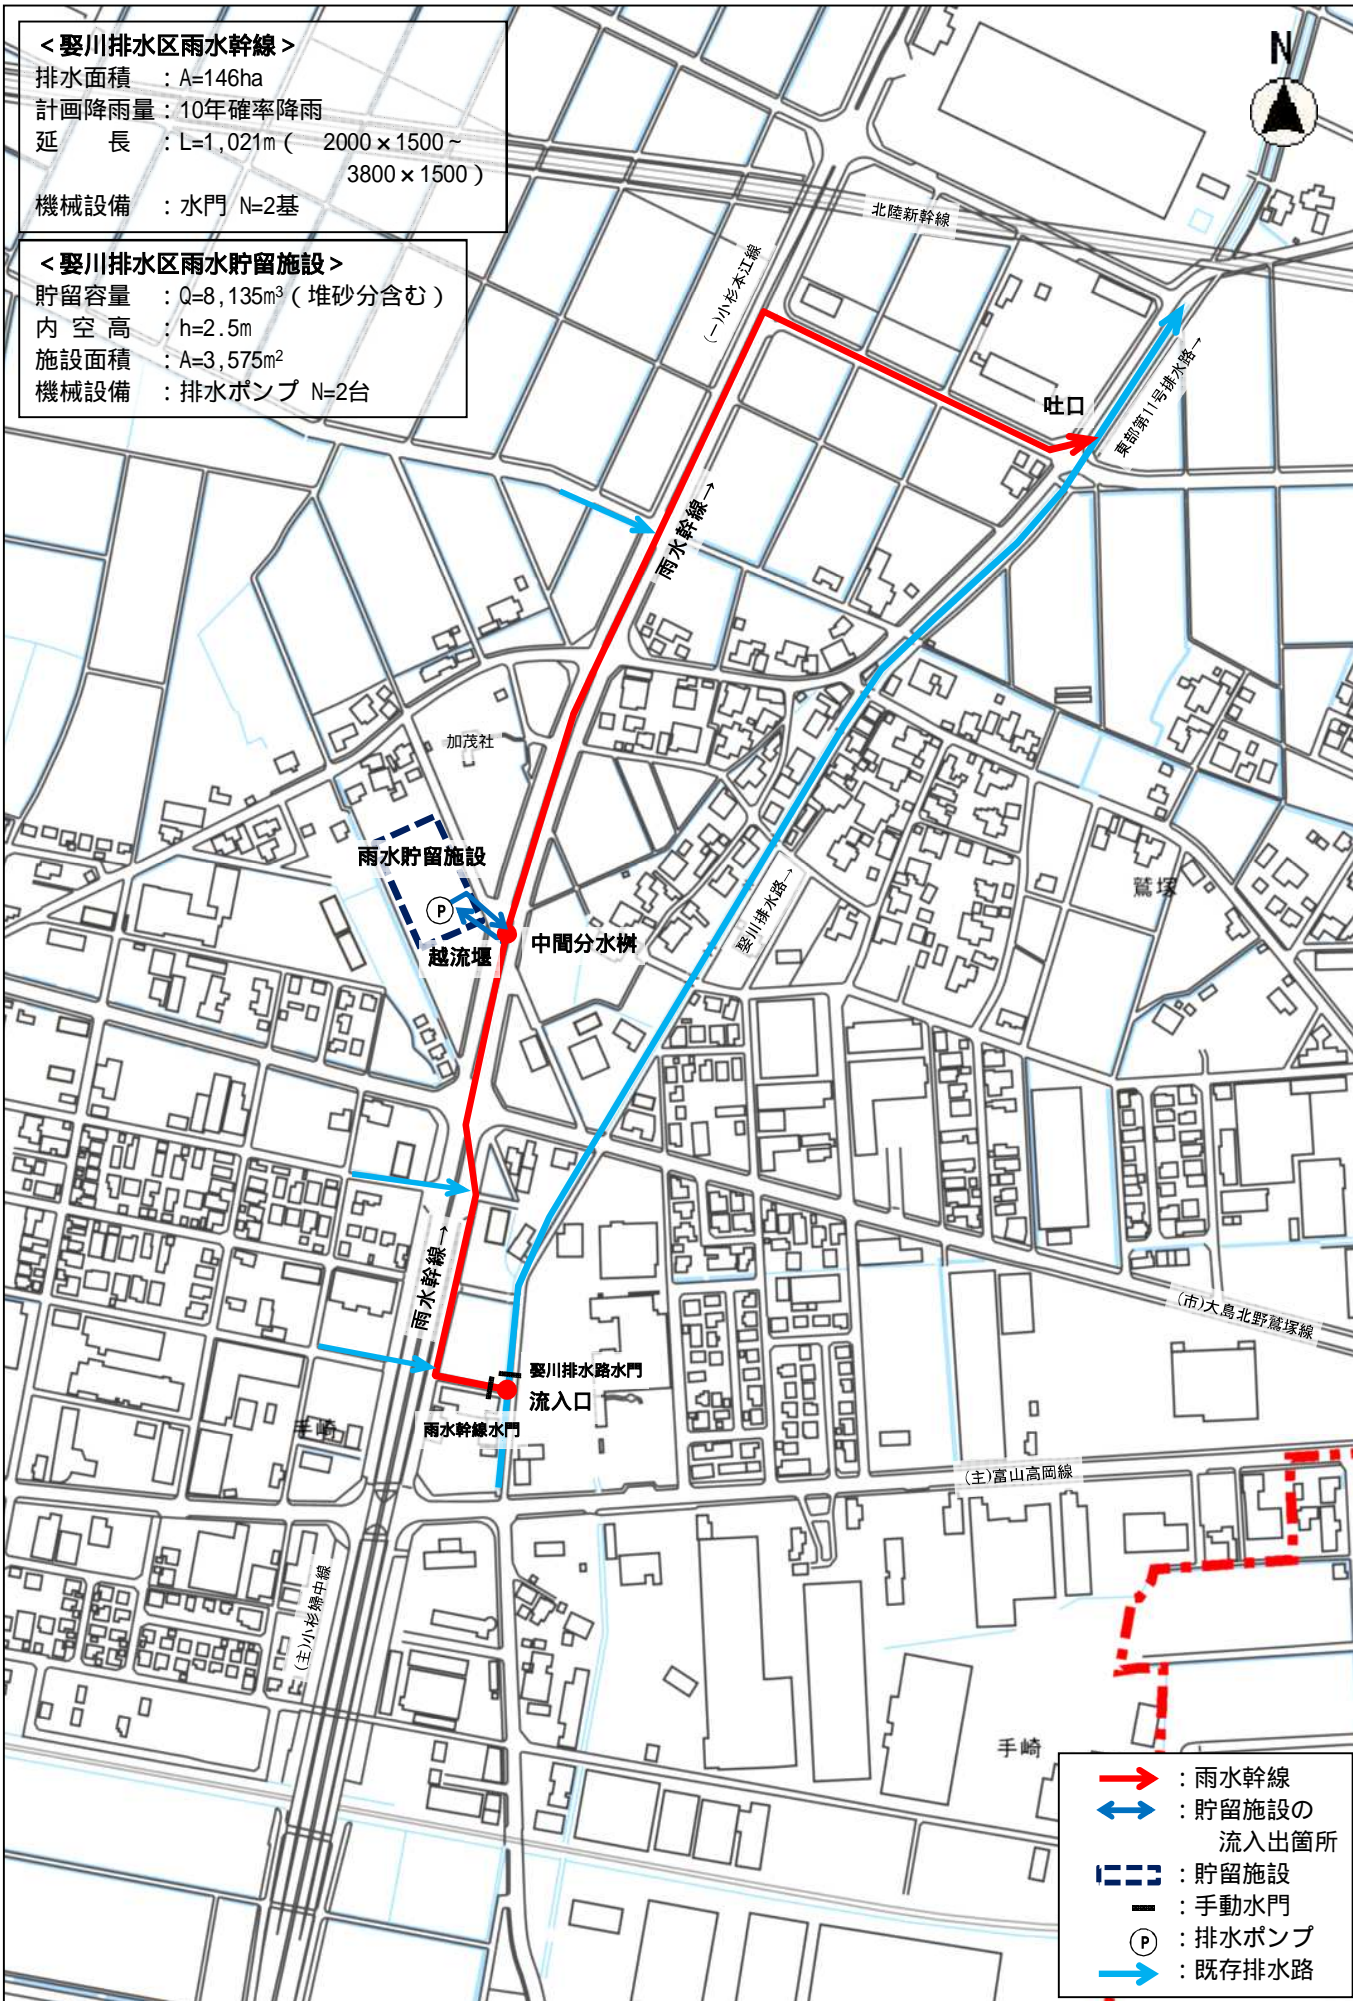 <娶川排水区雨水幹線>
排水面積 : A=146ha
計画降雨量 : 10年確率降雨
延 長 : L=1,021m( 2000×1500~
3800×1500)
機械設備 : 水門 N=2基
<娶川排水区雨水貯留施設>
貯留容量 : Q=8,135m³(堆砂分含む)
内空高 : h=2.5m
施設面積 : A=3,575m²
機械設備 : 排水ポンプ N=2台
N
北陸新幹線
(一)小杉本江線
吐口
東部第11号排水路→
雨水幹線→
加茂社
雨水貯留施設
P
越流堰
中間分水桝
娶川排水路→
鷲塚
雨水幹線→
(市)大島北野鷲塚線
娶川排水路水門
流入口
雨水幹線水門
手崎
(主)富山高岡線
(主)小杉婦中線
手崎
:雨水幹線
:貯留施設の
流入出箇所
:貯留施設
:手動水門
P :排水ポンプ
:既存排水路